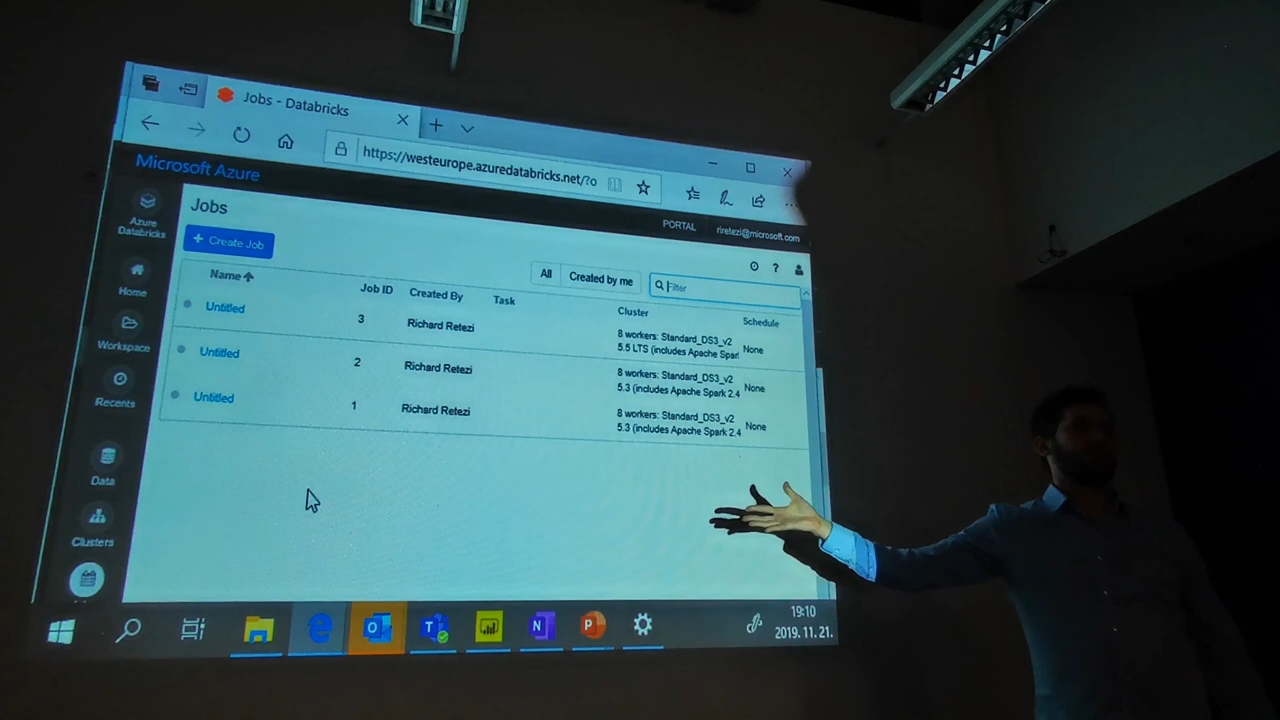 Jobs - Databricks
https://westeurope.azuredatabricks.net/?o
Microsoft Azure
PORTAL
riretezi@microsoft.com
Azure
Databricks
Home
Workspace
Recents
Data
Clusters
Jobs
+ Create Job
All
Created by me
Filter
?
Name
Job ID
Created By
Task
Cluster
Schedule
Untitled
3
Richard Retezi
8 workers: Standard_DS3_v2
5.5 LTS (includes Apache Spar
None
Untitled
2
Richard Retezi
8 workers: Standard_DS3_v2
5.3 (includes Apache Spark 2.4
None
Untitled
1
Richard Retezi
8 workers: Standard_DS3_v2
5.3 (includes Apache Spark 2.4
None
19:10
2019. 11. 21.